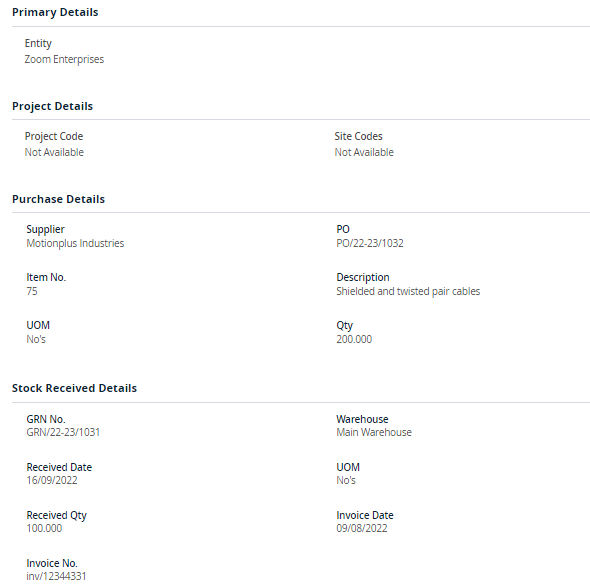 Primary Details
Entity
Zoom Enterprises
Project Details
Project Code
Site Codes
Not Available
Not Available
Purchase Details
Supplier
PO
Motionplus Industries
PO/22-23/1032
Item No.
Description
75
Shielded and twisted pair cables
UOM
Qty
No's
200.000
Stock Received Details
GRN No.
Warehouse
GRN/22-23/1031
Main Warehouse
Received Date
UOM
16/09/2022
No's
Received Qty
Invoice Date
100.000
09/08/2022
Invoice No.
inv/12344331